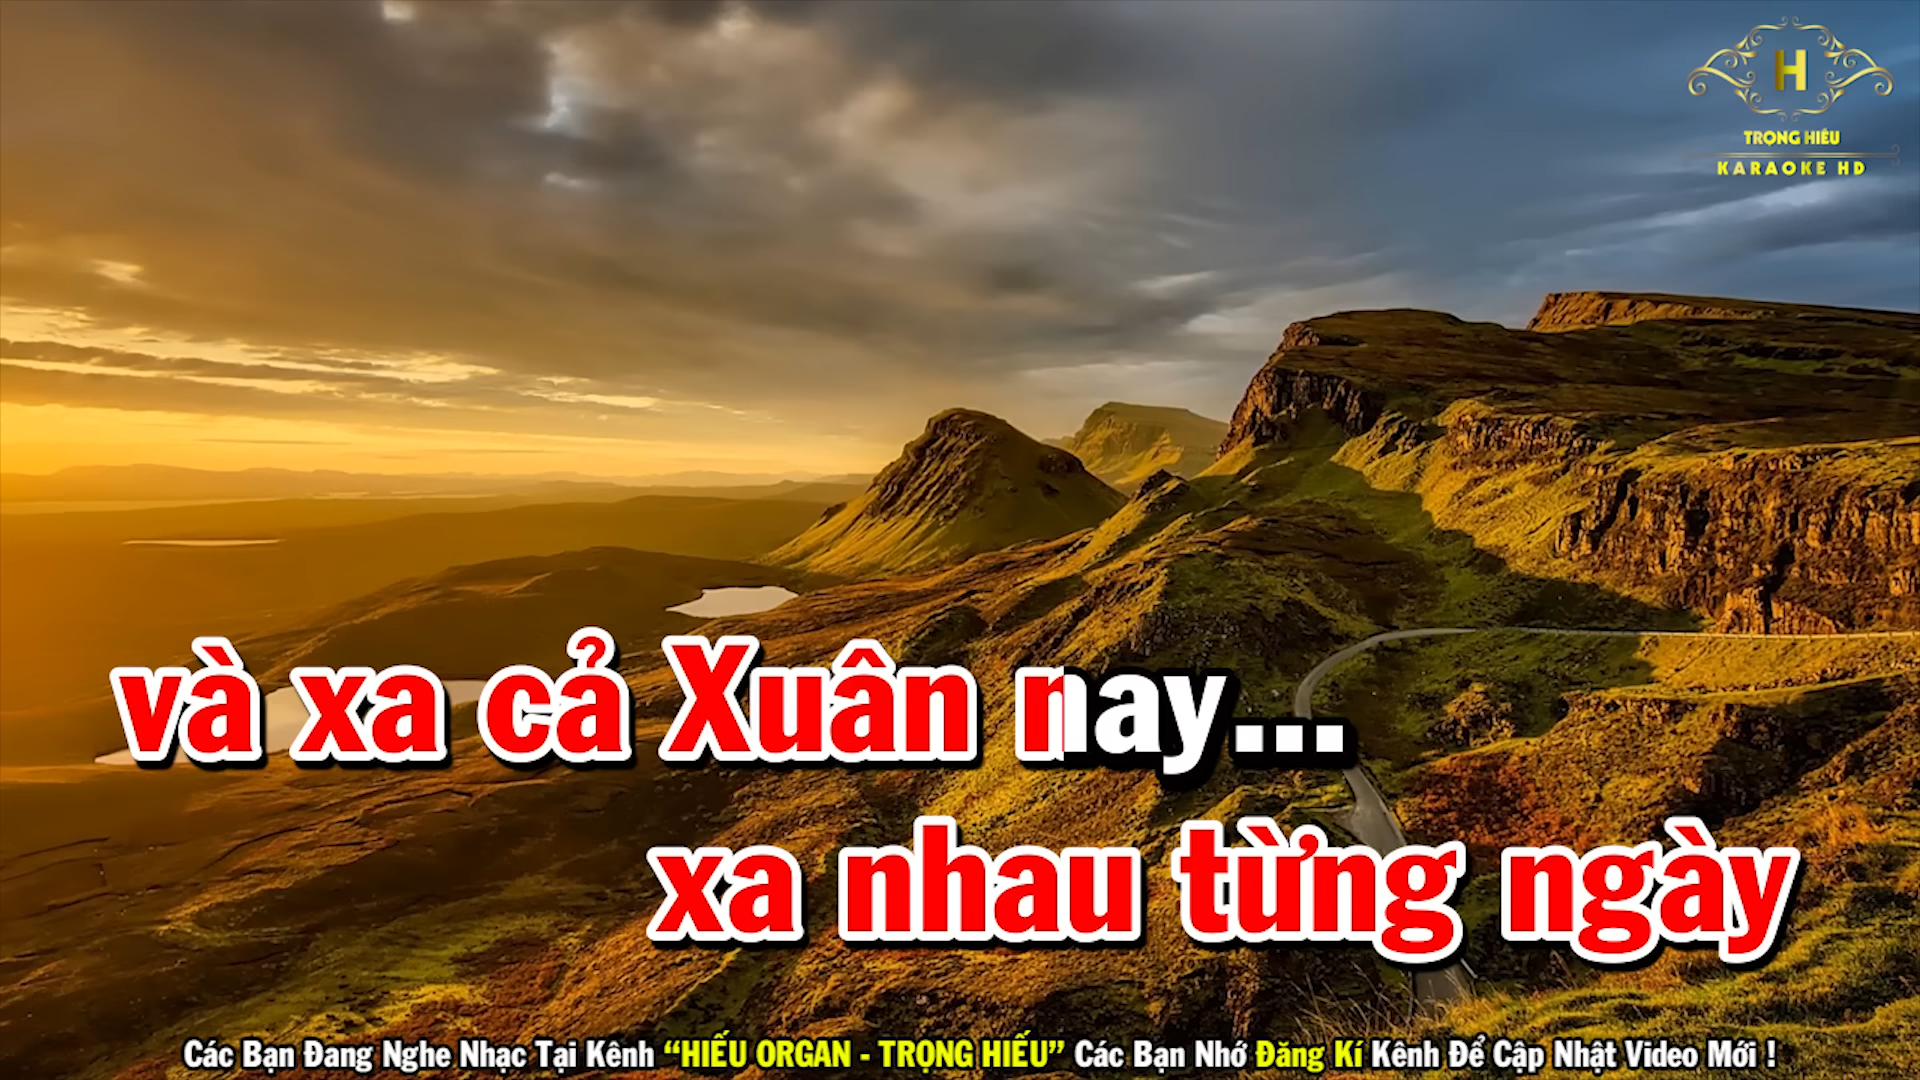 H
TRỌNG HIẾU
KARAOKE HD
và xa cả Xuân nay...
xa nhau từng ngày
Các Bạn Đang Nghe Nhạc Tại Kênh “HIẾU ORGAN - TRỌNG HIẾU” Các Bạn Nhớ Đăng Kí Kênh Để Cập Nhật Video Mới !